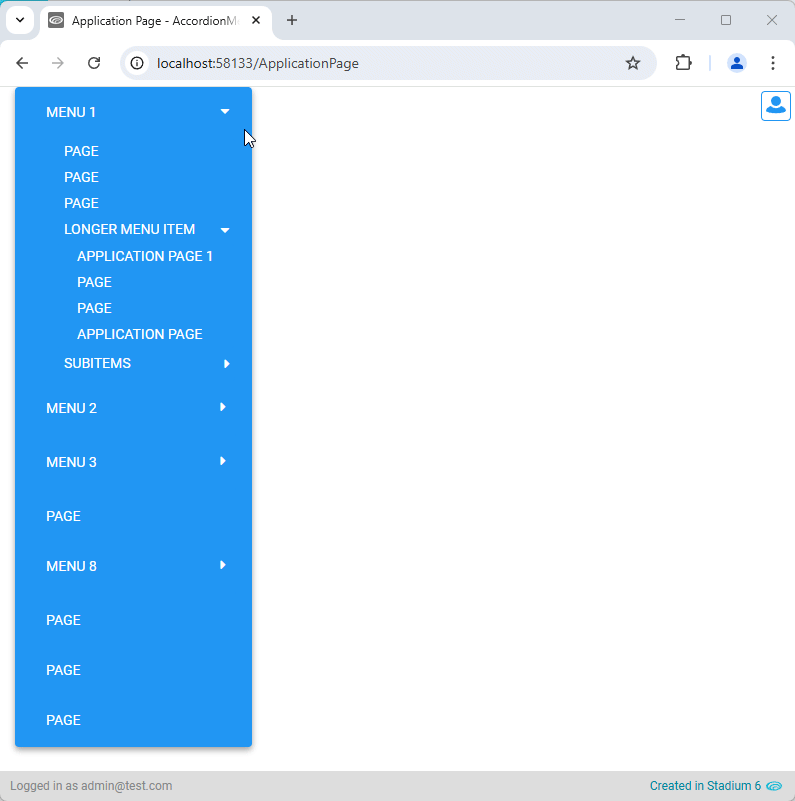 Application Page - AccordionM
localhost:58133/ApplicationPage
MENU 1
PAGE
PAGE
PAGE
LONGER MENU ITEM
APPLICATION PAGE 1
PAGE
PAGE
APPLICATION PAGE
SUBITEMS
MENU 2
MENU 3
PAGE
MENU 8
PAGE
PAGE
PAGE
Logged in as admin@test.com
Created in Stadium 6